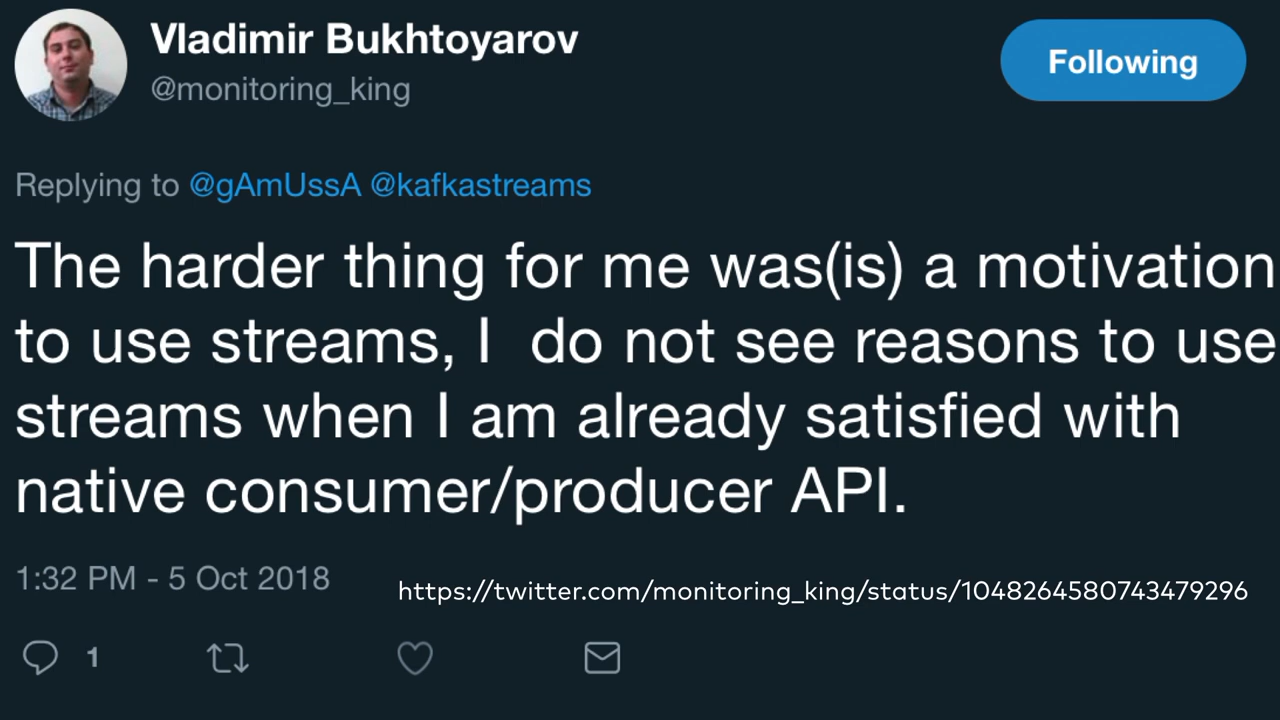 Vladimir Bukhtoyarov
@monitoring_king
Following
Replying to @gAmUssA @kafkastreams
The harder thing for me was(is) a motivation
to use streams, I  do not see reasons to use
streams when I am already satisfied with
native consumer/producer API.
1:32 PM - 5 Oct 2018
https://twitter.com/monitoring_king/status/1048264580743479296
1